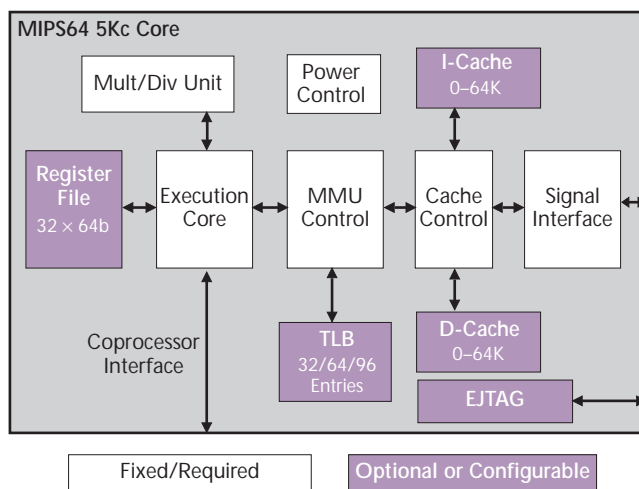 MIPS64 5Kc Core
Mult/Div Unit
Power
Control
I-Cache
0–64K
Register
File
32 × 64b
Execution
Core
MMU
Control
Cache
Control
Signal
Interface
Coprocessor
Interface
TLB
32/64/96
Entries
D-Cache
0–64K
EJTAG
Fixed/Required
Optional or Configurable